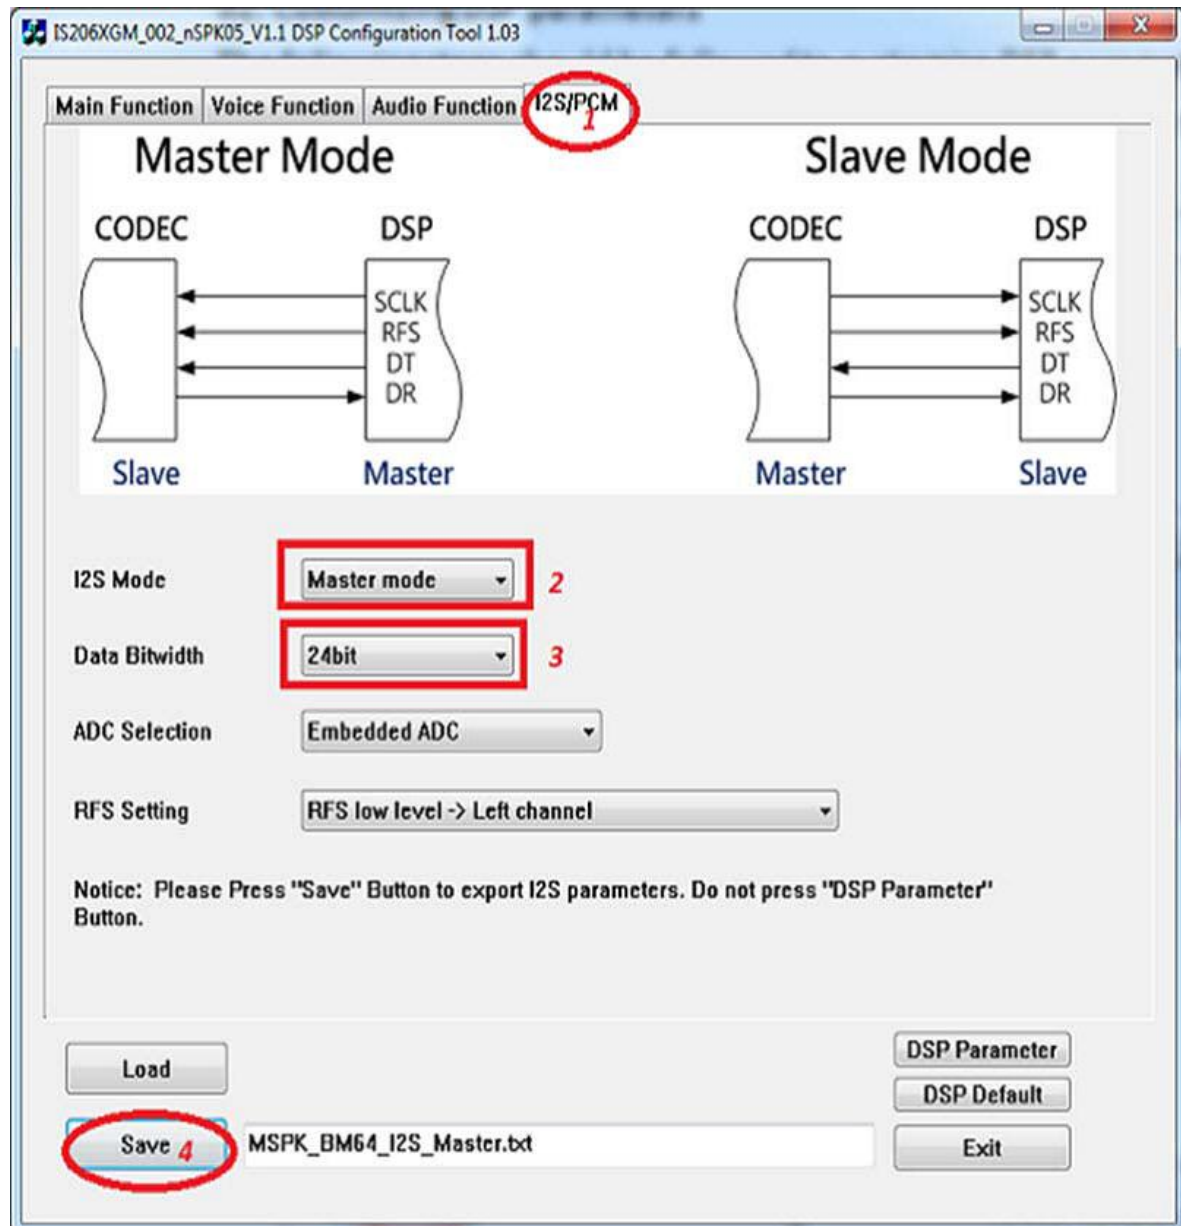 IS206XGM_002_nSPK05_V1.1 DSP Configuration Tool 1.03
Main Function Voice Function Audio Function I2S/PCM
1
Master Mode Slave Mode
CODEC DSP CODEC DSP
SCLK SCLK
RFS RFS
DT DT
DR DR
Slave Master Master Slave
I2S Mode Master mode 2
Data Bitwidth 24bit 3
ADC Selection Embedded ADC
RFS Setting RFS low level -> Left channel
Notice: Please Press "Save" Button to export I2S parameters. Do not press "DSP Parameter"
Button.
Load DSP Parameter
DSP Default
Save 4 MSPK_BM64_I2S_Master.txt Exit